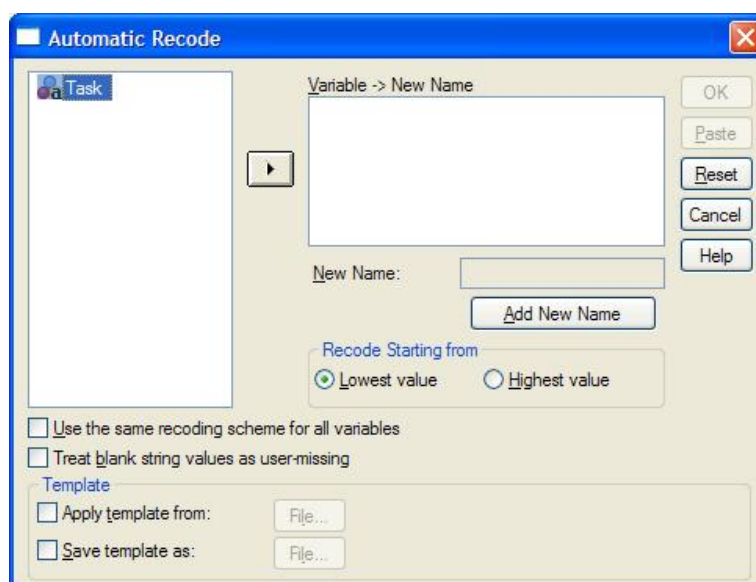 Automatic Recode
Task
Variable -> New Name
OK
Paste
Reset
Cancel
Help
New Name:
Add New Name
Recode Starting from
Lowest value
Highest value
Use the same recoding scheme for all variables
Treat blank string values as user-missing
Template
Apply template from:
File...
Save template as:
File...